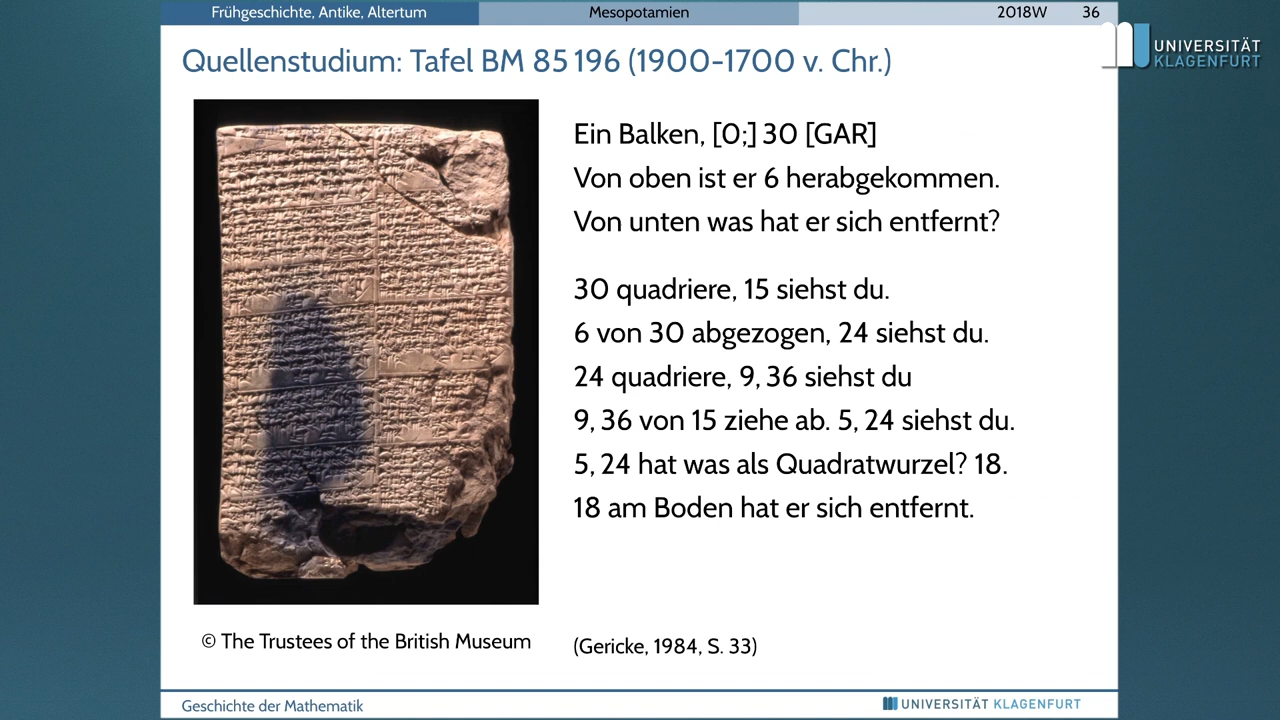 Frühgeschichte, Antike, Altertum
Mesopotamien
2018W 36
UNIVERSITÄT
KLAGENFURT
Quellenstudium: Tafel BM 85 196 (1900-1700 v. Chr.)
Ein Balken, [0;] 30 [GAR]
Von oben ist er 6 herabgekommen.
Von unten was hat er sich entfernt?
30 quadriere, 15 siehst du.
6 von 30 abgezogen, 24 siehst du.
24 quadriere, 9, 36 siehst du
9, 36 von 15 ziehe ab. 5, 24 siehst du.
5, 24 hat was als Quadratwurzel? 18.
18 am Boden hat er sich entfernt.
© The Trustees of the British Museum
(Gericke, 1984, S. 33)
Geschichte der Mathematik
UNIVERSITÄT KLAGENFURT